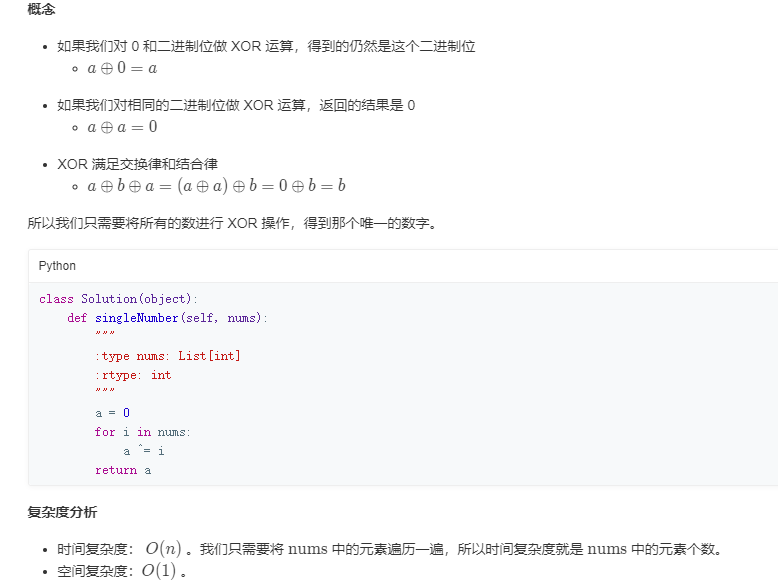 概念
• 如果我们对 0 和二进制位做 XOR 运算，得到的仍然是这个二进制位
◦ a ⊕ 0 = a
• 如果我们对相同的二进制位做 XOR 运算，返回的结果是 0
◦ a ⊕ a = 0
• XOR 满足交换律和结合律
◦ a ⊕ b ⊕ a = (a ⊕ a) ⊕ b = 0 ⊕ b = b
所以我们只需要将所有的数进行 XOR 操作，得到那个唯一的数字。
Python
class Solution(object):
    def singleNumber(self, nums):
        """
        :type nums: List[int]
        :rtype: int
        """
        a = 0
        for i in nums:
            a ^= i
        return a
复杂度分析
• 时间复杂度： O(n) 。我们只需要将 nums 中的元素遍历一遍，所以时间复杂度就是 nums 中的元素个数。
• 空间复杂度：O(1) 。